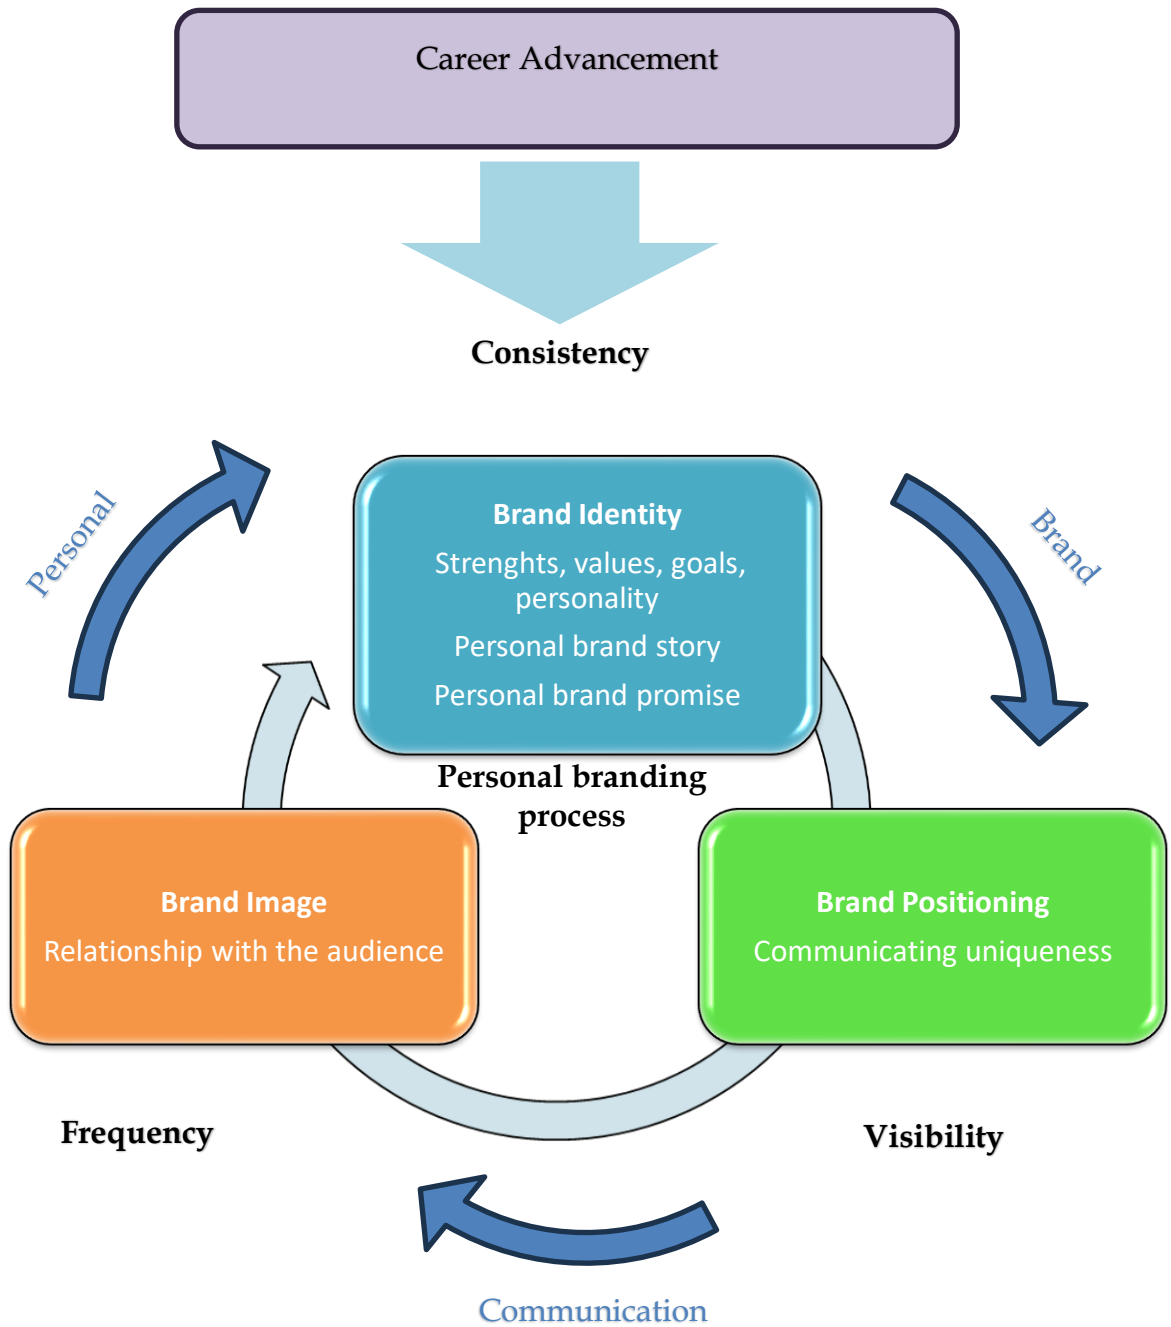 Career Advancement
Consistency
Personal
Brand
Brand Identity
Strenghts, values, goals,
personality
Personal brand story
Personal brand promise
Personal branding
process
Brand Image
Relationship with the audience
Brand Positioning
Communicating uniqueness
Frequency
Visibility
Communication